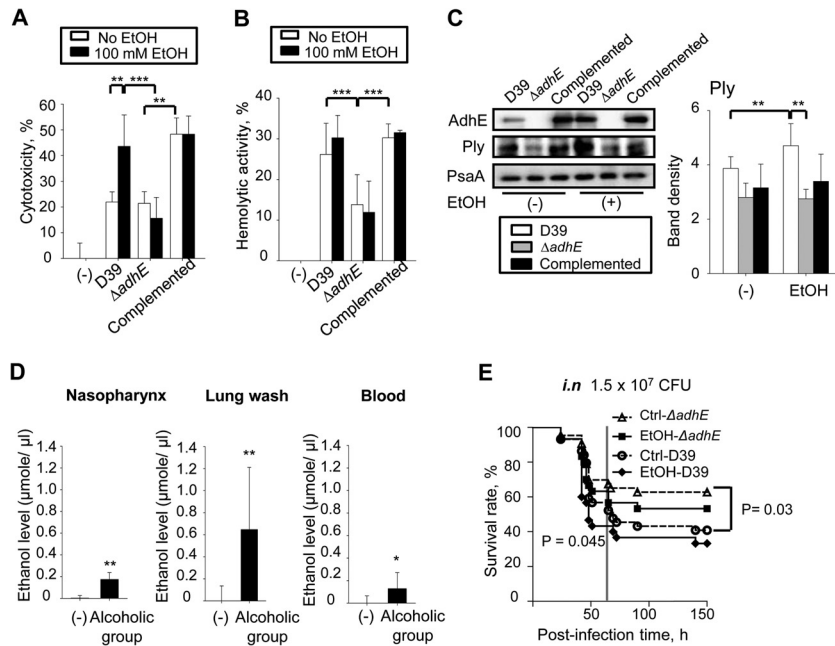 A
No EtOH
100 mM EtOH
** ***
**
60
50
40
30
20
10
0
Cytotoxicity, %
(-)
D39
ΔadhE
Complemented
B
No EtOH
100 mM EtOH
*** ***
40
30
20
10
0
Hemolytic activity, %
(-)
D39
ΔadhE
Complemented
C
D39
ΔadhE
Complemented
D39
ΔadhE
Complemented
AdhE
Ply
PsaA
EtOH (-) (+)
D39
ΔadhE
Complemented
Ply
** **
6
4
2
0
Band density
(-) EtOH
D
Nasopharynx
Ethanol level (μmole/ μl)
1.4
1.2
1.0
0.8
0.6
0.4
0.2
0
**
(-) Alcoholic
group
Lung wash
Ethanol level (μmole/ μl)
1.4
1.2
1.0
0.8
0.6
0.4
0.2
0
**
(-) Alcoholic
group
Blood
Ethanol level (μmole/ μl)
1.4
1.2
1.0
0.8
0.6
0.4
0.2
0
*
(-) Alcoholic
group
E
i.n 1.5 x 10⁷ CFU
Ctrl-ΔadhE
EtOH-ΔadhE
Ctrl-D39
EtOH-D39
100
80
60
40
20
0
Survival rate, %
P = 0.045
P= 0.03
50 100 150
Post-infection time, h